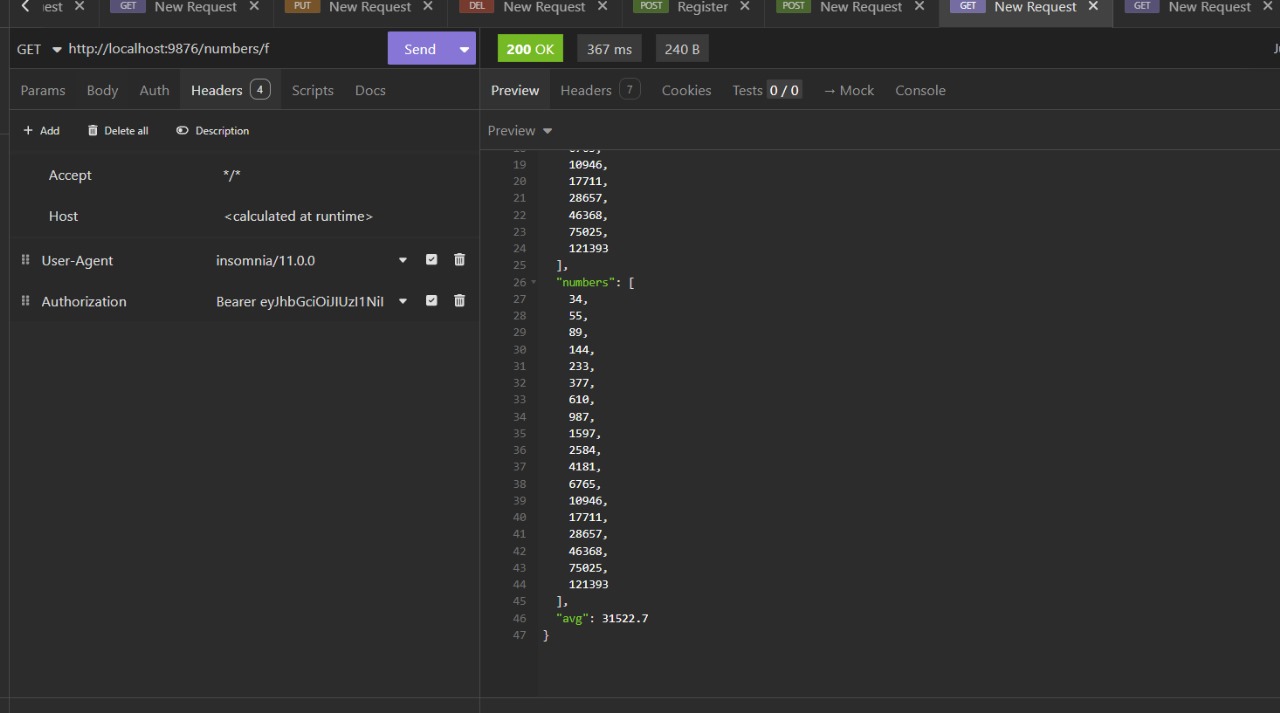 est × GET New Request × PUT New Request × DEL New Request × POST Register × POST New Request × GET New Request × GET New Request ×
GET http://localhost:9876/numbers/f Send 200 OK 367 ms 240 B
Params Body Auth Headers 4 Scripts Docs Preview Headers 7 Cookies Tests 0 / 0 → Mock Console
+ Add Delete all Description Preview
Accept */*
Host <calculated at runtime>
User-Agent insomnia/11.0.0
Authorization Bearer eyJhbGciOiJIUzI1NiI
19 10946,
20 17711,
21 28657,
22 46368,
23 75025,
24 121393
25 ],
26 "numbers": [
27 34,
28 55,
29 89,
30 144,
31 233,
32 377,
33 610,
34 987,
35 1597,
36 2584,
37 4181,
38 6765,
39 10946,
40 17711,
41 28657,
42 46368,
43 75025,
44 121393
45 ],
46 "avg": 31522.7
47 }